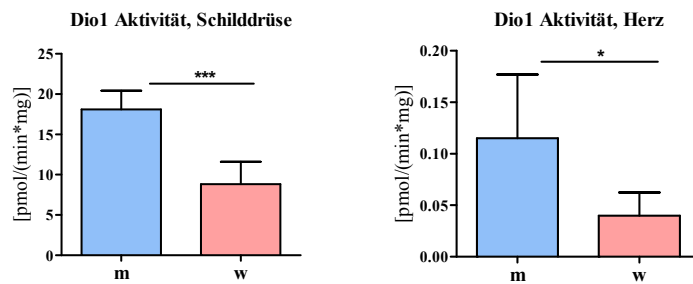 Dio1 Aktivität, Schilddrüse
[pmol/(min*mg)]
25
20
15
10
5
0
***
m
w
Dio1 Aktivität, Herz
[pmol/(min*mg)]
0.20
0.15
0.10
0.05
0.00
*
m
w